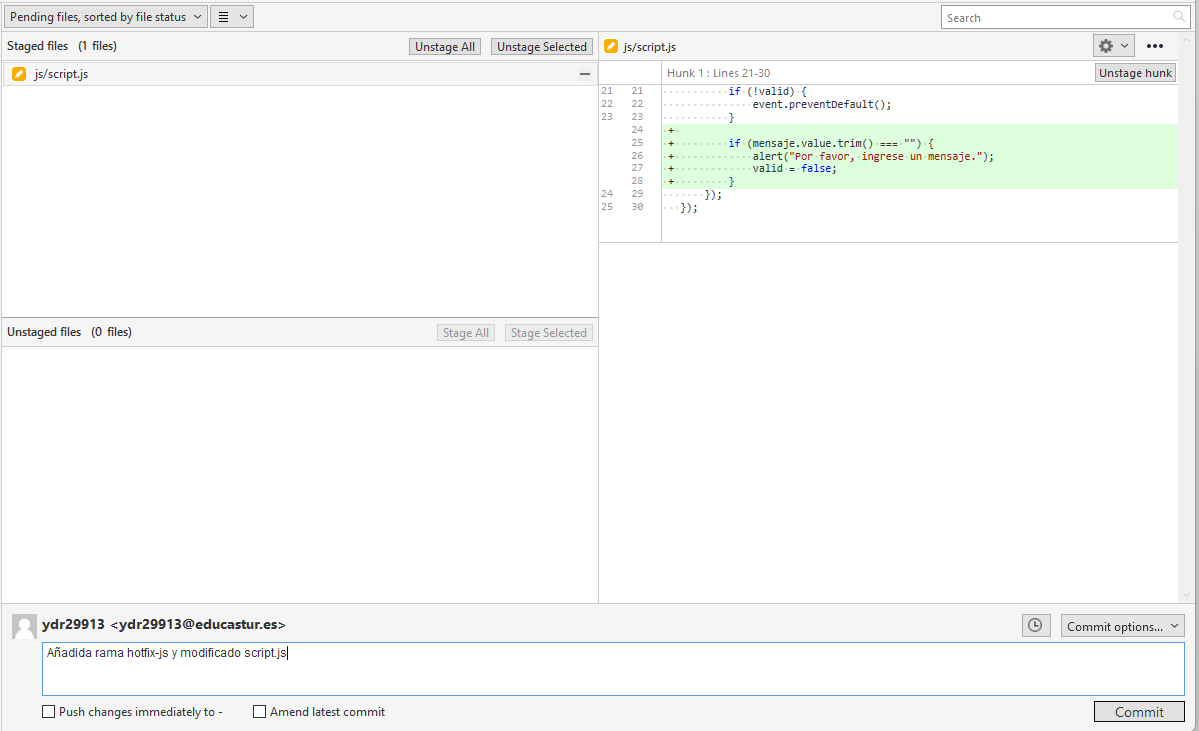 Pending files, sorted by file status
Search
Staged files (1 files)
Unstage All
Unstage Selected
js/script.js
js/script.js
Hunk 1 : Lines 21-30
Unstage hunk
21 21 if (!valid) {
22 22 event.preventDefault();
23 23 }
24 +
25 + if (mensaje.value.trim() === "") {
26 + alert("Por favor, ingrese un mensaje.");
27 + valid = false;
28 + }
24 29 });
25 30 });
Unstaged files (0 files)
Stage All
Stage Selected
ydr29913 <ydr29913@educastur.es>
Commit options...
Añadida rama hotfix-js y modificado script.js
Push changes immediately to -
Amend latest commit
Commit